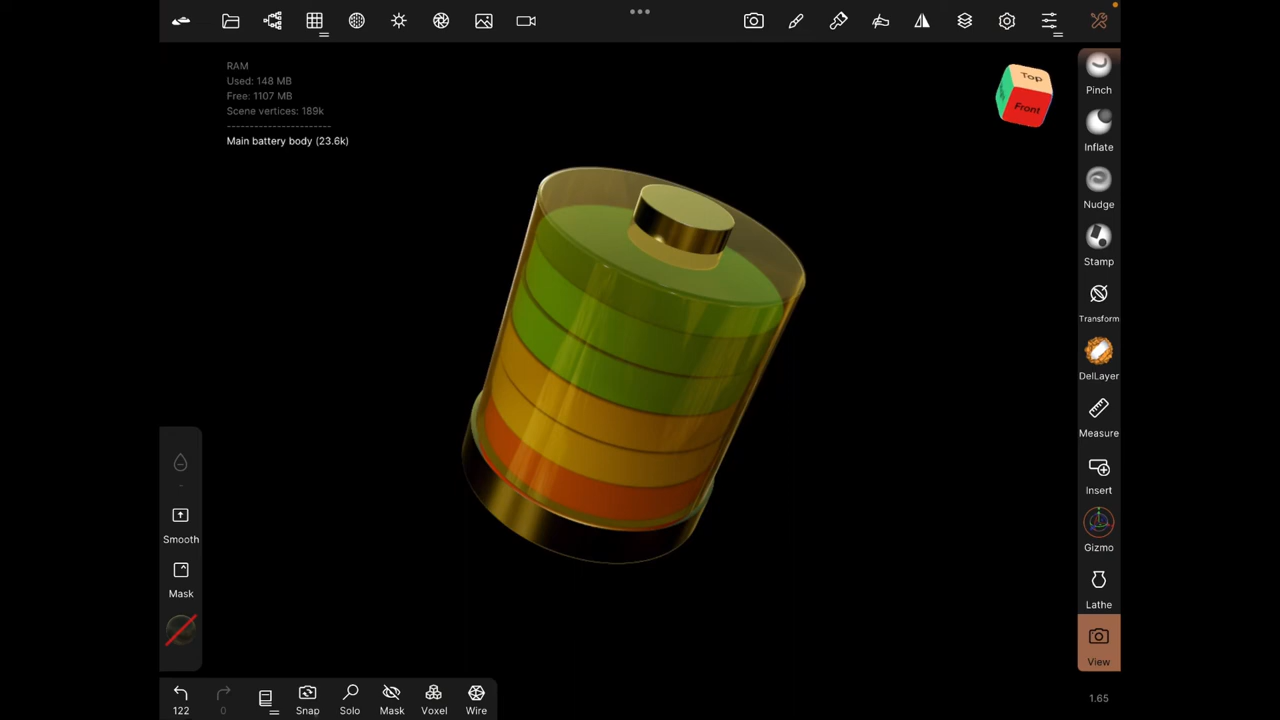 RAM
Used: 148 MB
Free: 1107 MB
Scene vertices: 189k
-----------------------
Main battery body (23.6k)
Top
Front
Pinch
Inflate
Nudge
Stamp
Transform
DelLayer
Measure
Insert
Gizmo
Lathe
View
Smooth
Mask
122
0
Snap
Solo
Mask
Voxel
Wire
1.65